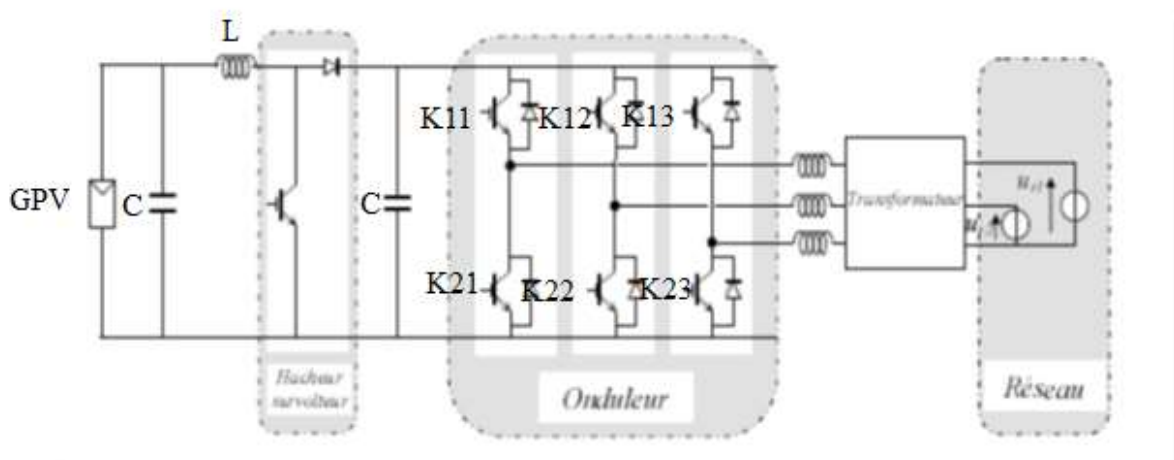 L
K11
K12
K13
GPV
C
C
Transformateur
K21
K22
K23
Hacheur
survolteur
Onduleur
Réseau